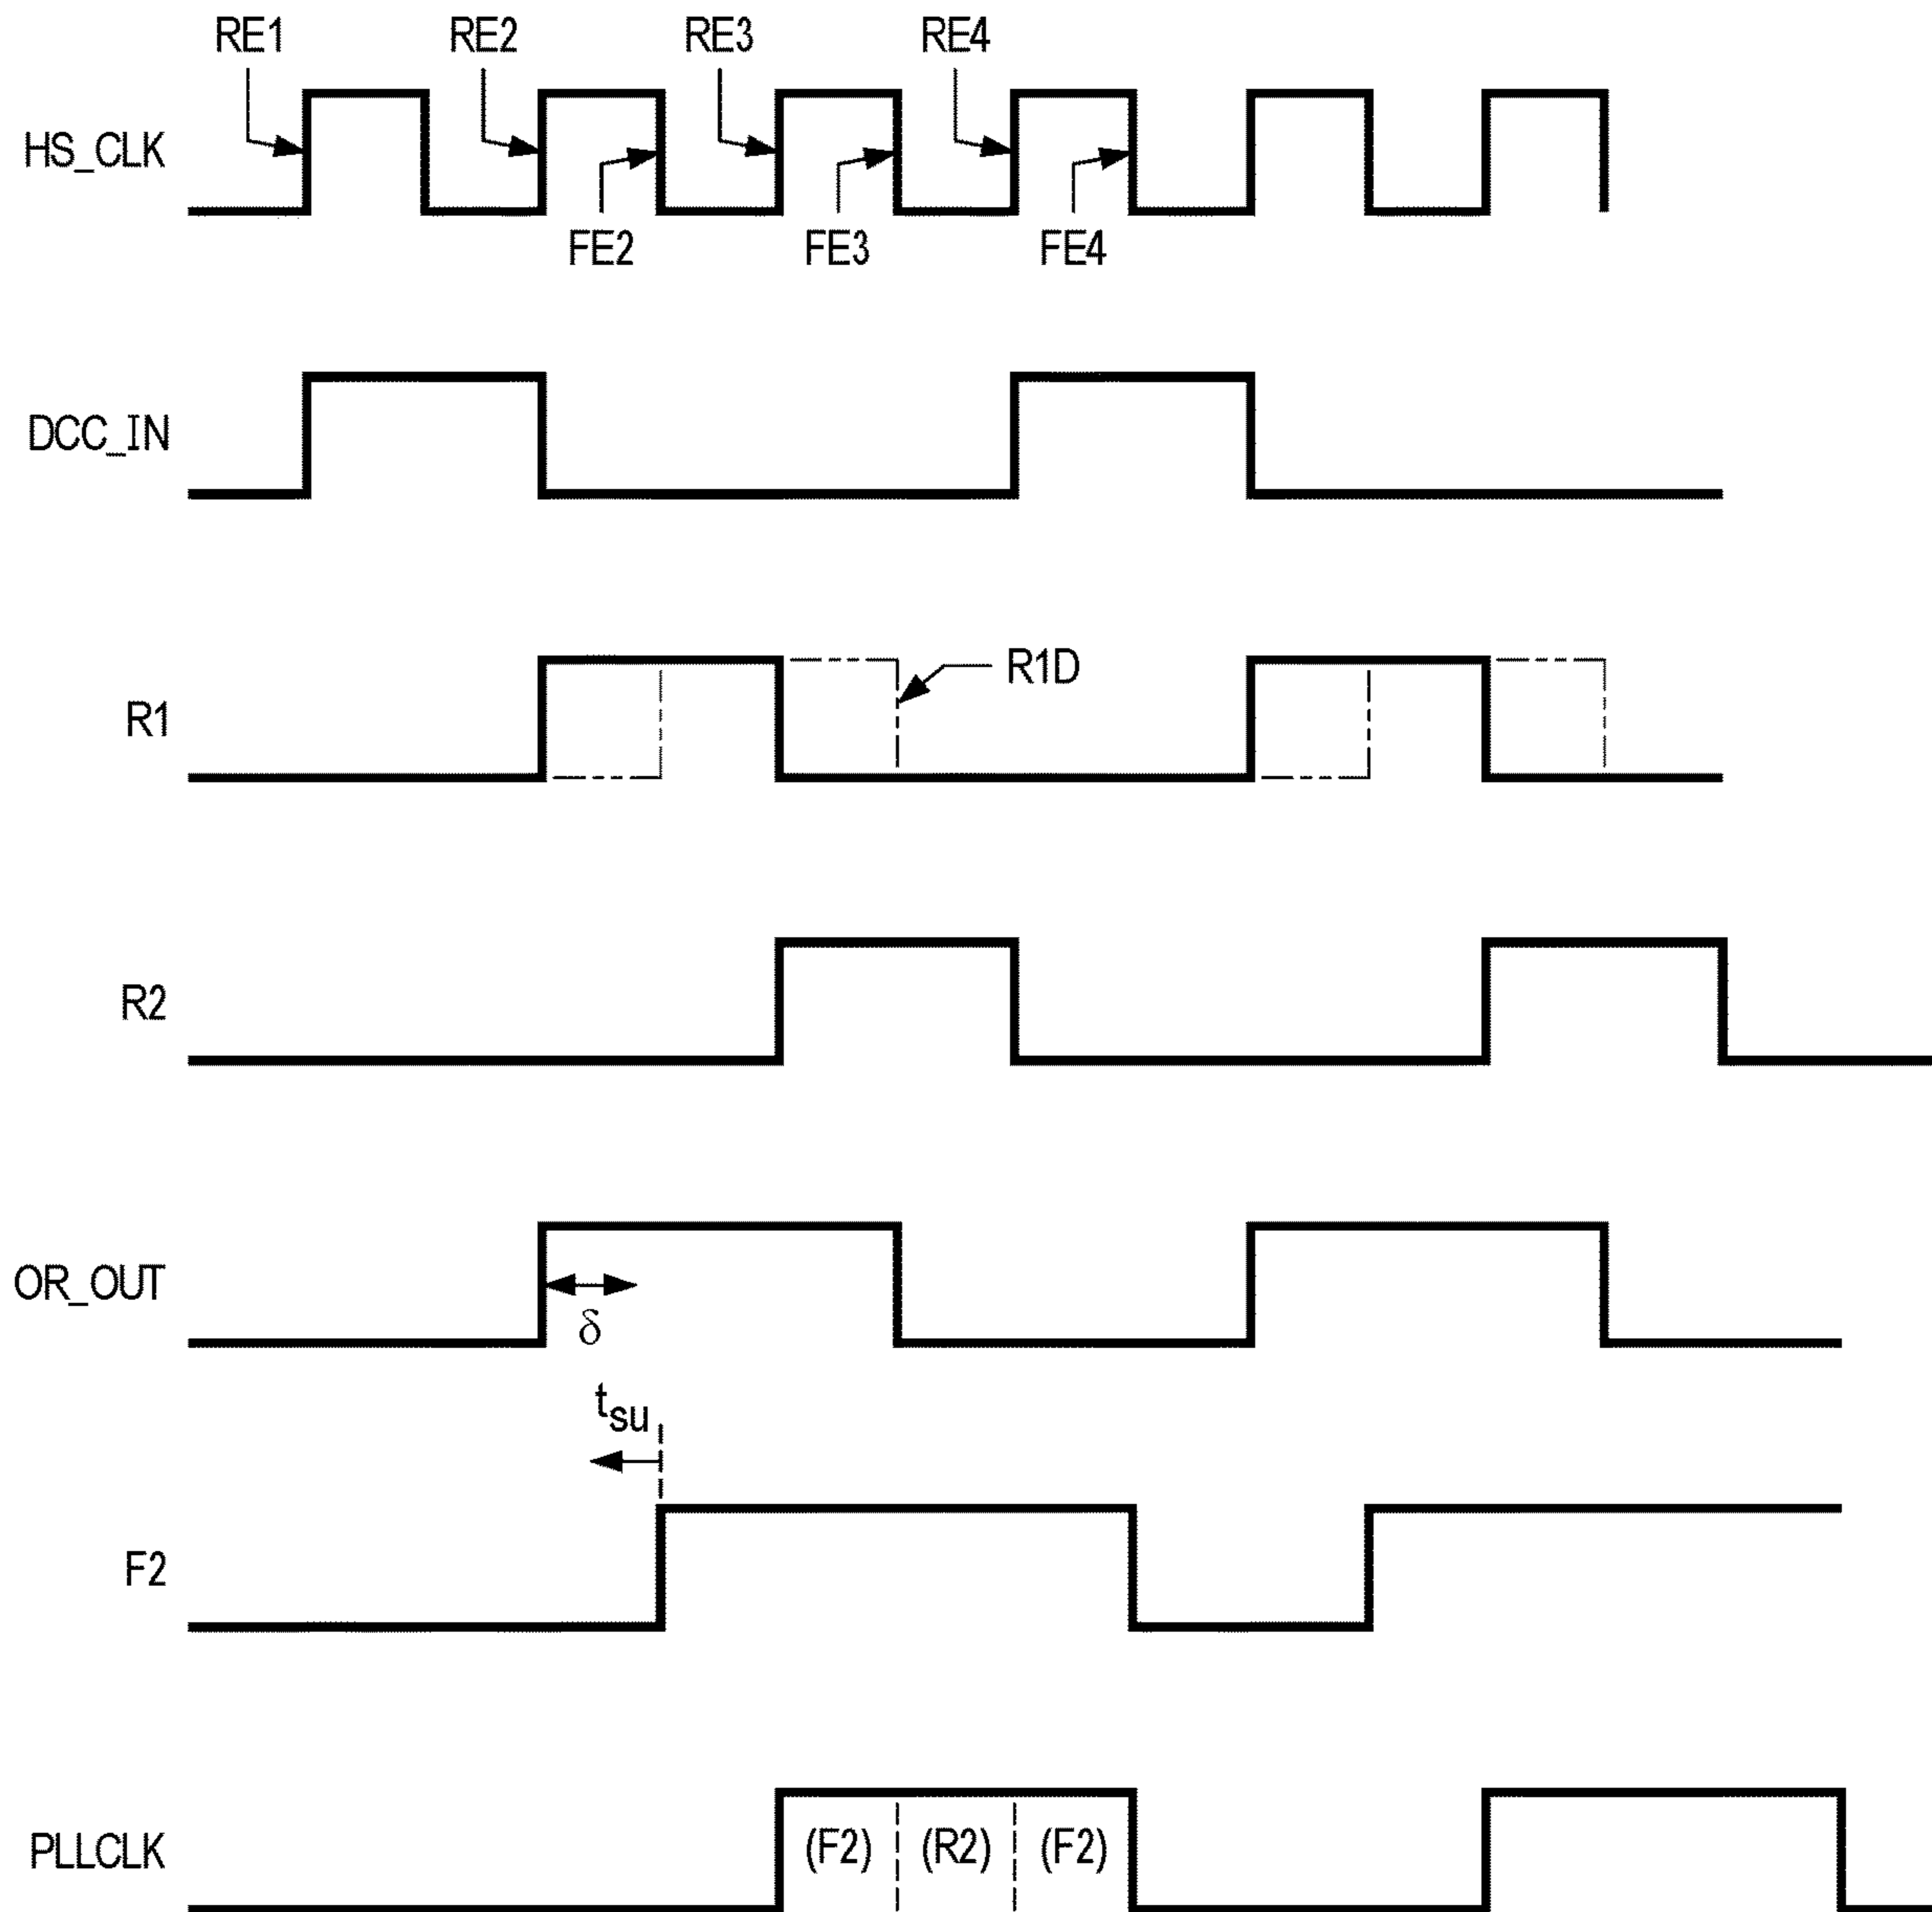 RE1 RE2 RE3 RE4
HS_CLK
FE2 FE3 FE4
DCC_IN
R1D
R1
R2
OR_OUT
δ
tsu
F2
PLLCLK (F2) (R2) (F2)